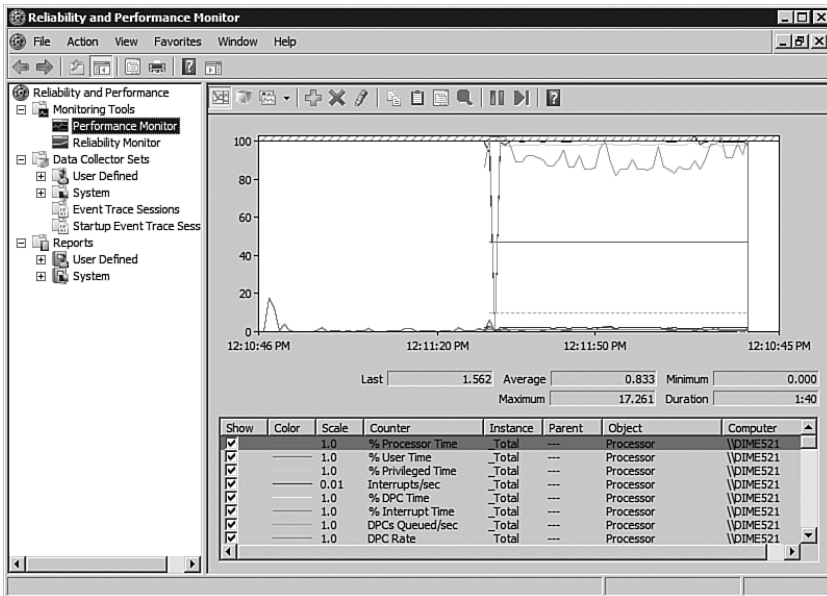 Reliability and Performance Monitor
File Action View Favorites Window Help
Reliability and Performance
Monitoring Tools
Performance Monitor
Reliability Monitor
Data Collector Sets
User Defined
System
Event Trace Sessions
Startup Event Trace Sess
Reports
User Defined
System
100
80
60
40
20
0
12:10:46 PM 12:11:20 PM 12:11:50 PM 12:10:45 PM
Last 1.562 Average 0.833 Minimum 0.000
Maximum 17.261 Duration 1:40
Show Color Scale Counter Instance Parent Object Computer
1.0 % Processor Time _Total --- Processor \\DIME521
1.0 % User Time _Total --- Processor \\DIME521
1.0 % Privileged Time _Total --- Processor \\DIME521
0.01 Interrupts/sec _Total --- Processor \\DIME521
1.0 % DPC Time _Total --- Processor \\DIME521
1.0 % Interrupt Time _Total --- Processor \\DIME521
1.0 DPCs Queued/sec _Total --- Processor \\DIME521
1.0 DPC Rate _Total --- Processor \\DIME521